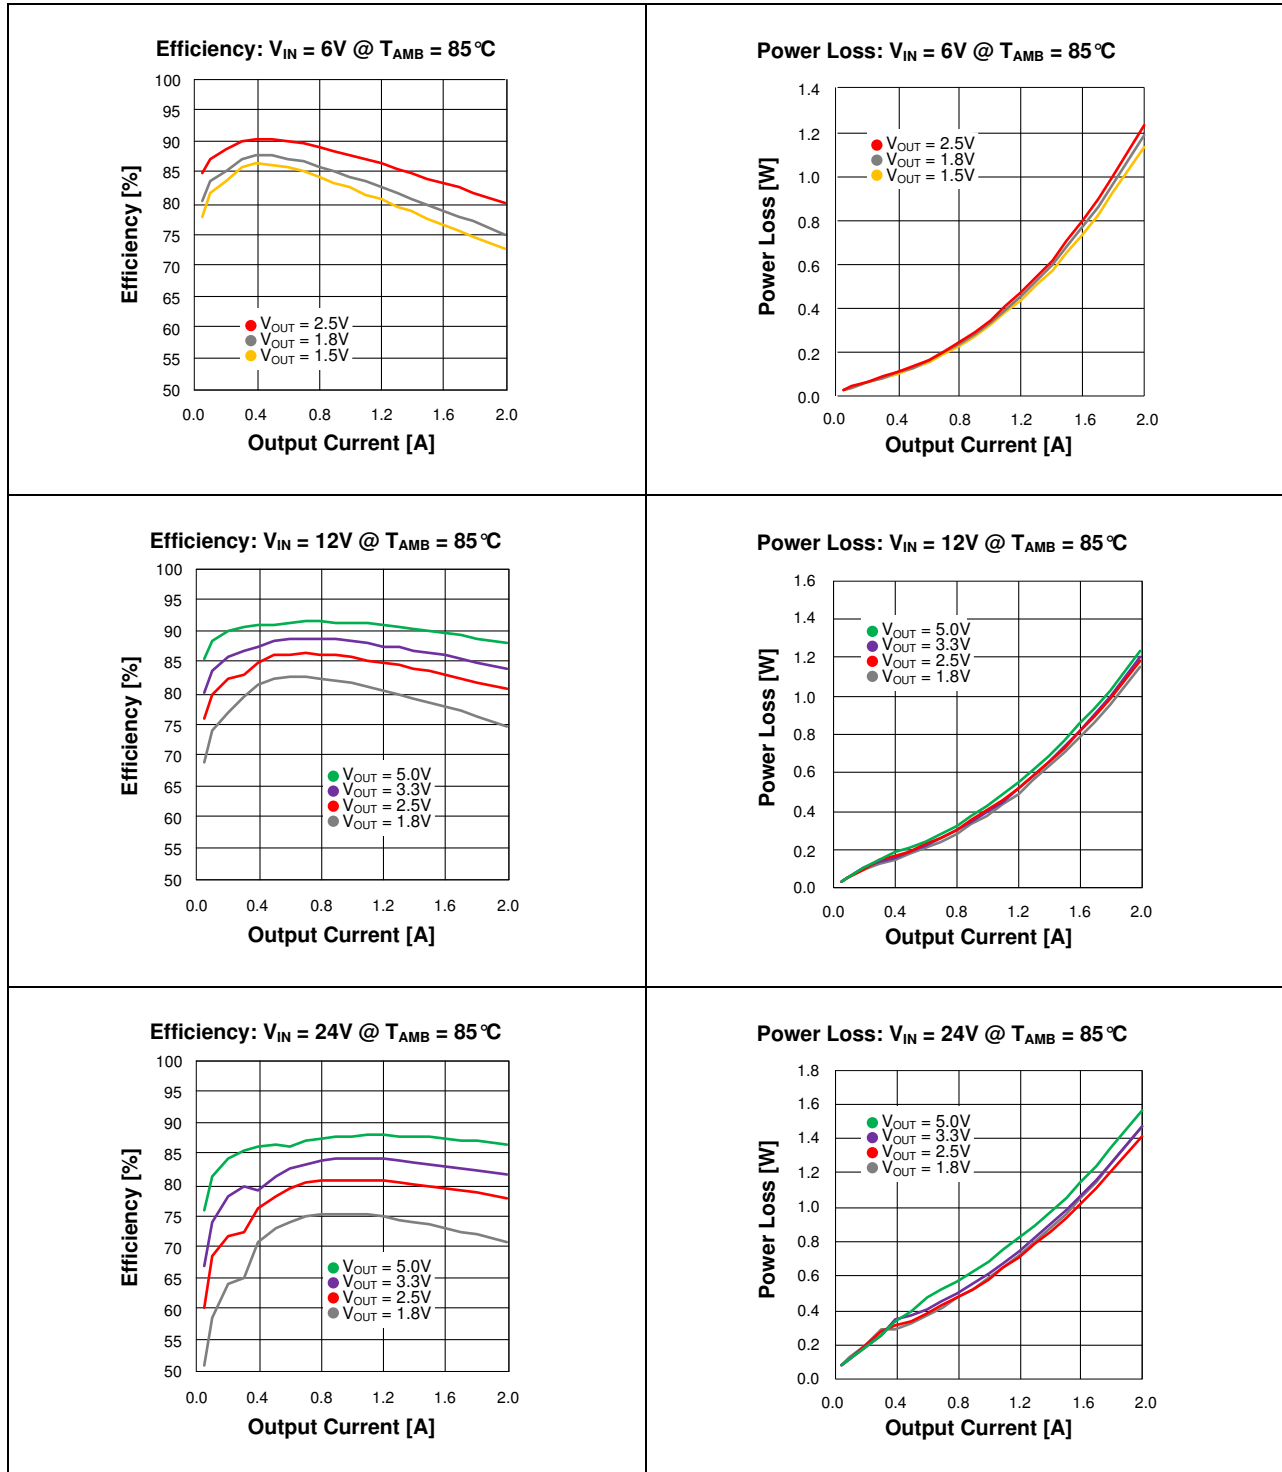 Efficiency: VIN = 6V @ TAMB = 85°C
100
95
90
85
80
75
70
65
60
55
50
Efficiency [%]
VOUT = 2.5V
VOUT = 1.8V
VOUT = 1.5V
0.0 0.4 0.8 1.2 1.6 2.0
Output Current [A]
Power Loss: VIN = 6V @ TAMB = 85°C
1.4
1.2
1.0
0.8
0.6
0.4
0.2
0.0
Power Loss [W]
VOUT = 2.5V
VOUT = 1.8V
VOUT = 1.5V
0.0 0.4 0.8 1.2 1.6 2.0
Output Current [A]
Efficiency: VIN = 12V @ TAMB = 85°C
100
95
90
85
80
75
70
65
60
55
50
Efficiency [%]
VOUT = 5.0V
VOUT = 3.3V
VOUT = 2.5V
VOUT = 1.8V
0.0 0.4 0.8 1.2 1.6 2.0
Output Current [A]
Power Loss: VIN = 12V @ TAMB = 85°C
1.6
1.4
1.2
1.0
0.8
0.6
0.4
0.2
0.0
Power Loss [W]
VOUT = 5.0V
VOUT = 3.3V
VOUT = 2.5V
VOUT = 1.8V
0.0 0.4 0.8 1.2 1.6 2.0
Output Current [A]
Efficiency: VIN = 24V @ TAMB = 85°C
100
95
90
85
80
75
70
65
60
55
50
Efficiency [%]
VOUT = 5.0V
VOUT = 3.3V
VOUT = 2.5V
VOUT = 1.8V
0.0 0.4 0.8 1.2 1.6 2.0
Output Current [A]
Power Loss: VIN = 24V @ TAMB = 85°C
1.8
1.6
1.4
1.2
1.0
0.8
0.6
0.4
0.2
0.0
Power Loss [W]
VOUT = 5.0V
VOUT = 3.3V
VOUT = 2.5V
VOUT = 1.8V
0.0 0.4 0.8 1.2 1.6 2.0
Output Current [A]